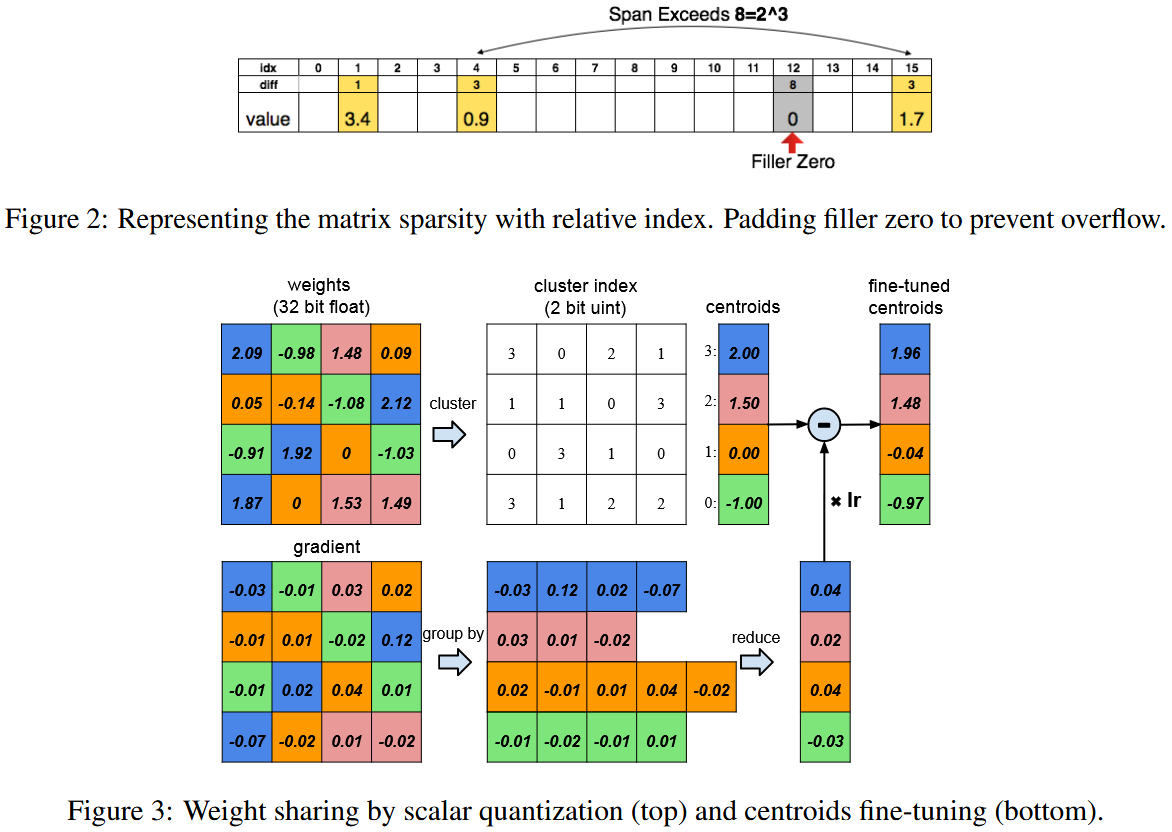 Span Exceeds 8=2^3
idx 0 1 2 3 4 5 6 7 8 9 10 11 12 13 14 15
diff 1 3 8 3
value 3.4 0.9 0 1.7
Filler Zero
Figure 2: Representing the matrix sparsity with relative index. Padding filler zero to prevent overflow.
weights
(32 bit float)
cluster index
(2 bit uint)
centroids
fine-tuned
centroids
2.09 -0.98 1.48 0.09
0.05 -0.14 -1.08 2.12
-0.91 1.92 0 -1.03
1.87 0 1.53 1.49
cluster
3 0 2 1
1 1 0 3
0 3 1 0
3 1 2 2
3: 2.00
2: 1.50
1: 0.00
0: -1.00
1.96
1.48
-0.04
-0.97
× lr
gradient
-0.03 -0.01 0.03 0.02
-0.01 0.01 -0.02 0.12
-0.01 0.02 0.04 0.01
-0.07 -0.02 0.01 -0.02
group by
-0.03 0.12 0.02 -0.07
0.03 0.01 -0.02
0.02 -0.01 0.01 0.04 -0.02
-0.01 -0.02 -0.01 0.01
reduce
0.04
0.02
0.04
-0.03
Figure 3: Weight sharing by scalar quantization (top) and centroids fine-tuning (bottom).